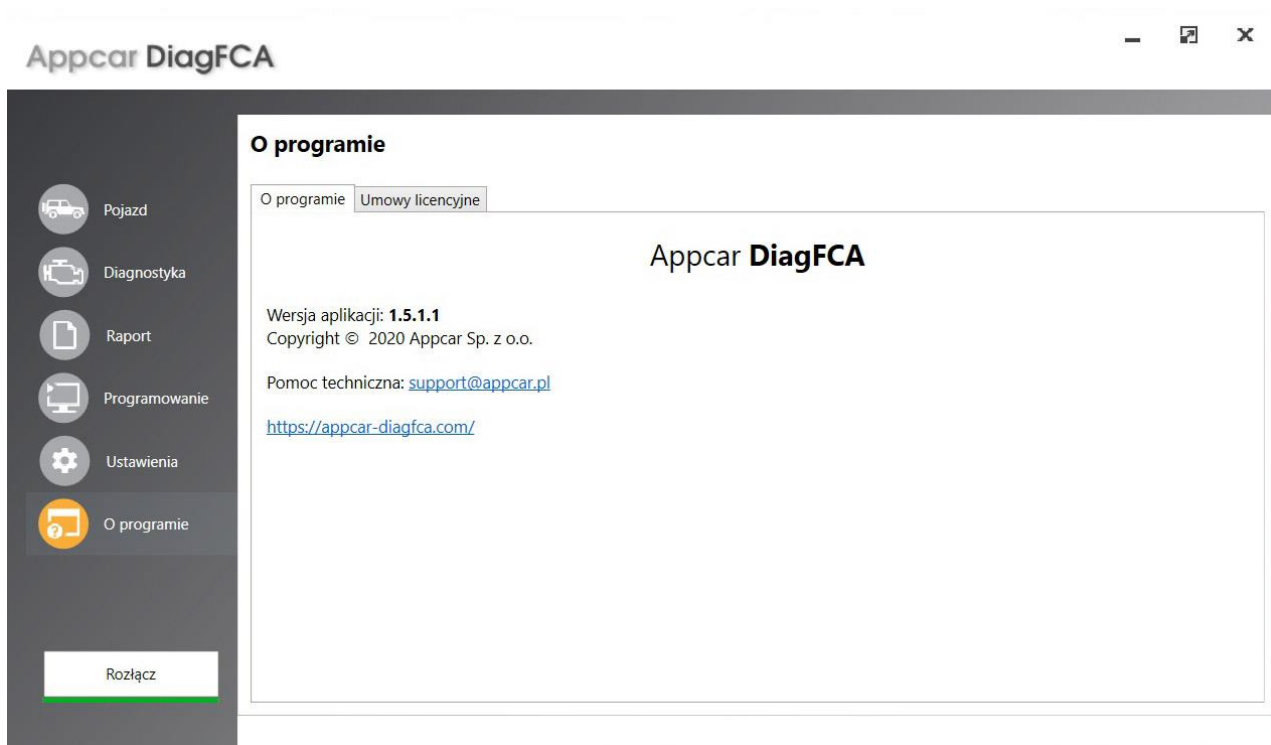 Appcar DiagFCA
O programie
Pojazd
Diagnostyka
Raport
Programowanie
Ustawienia
O programie
Rozłącz
O programie Umowy licencyjne
Appcar DiagFCA
Wersja aplikacji: 1.5.1.1
Copyright © 2020 Appcar Sp. z o.o.
Pomoc techniczna: support@appcar.pl
https://appcar-diagfca.com/